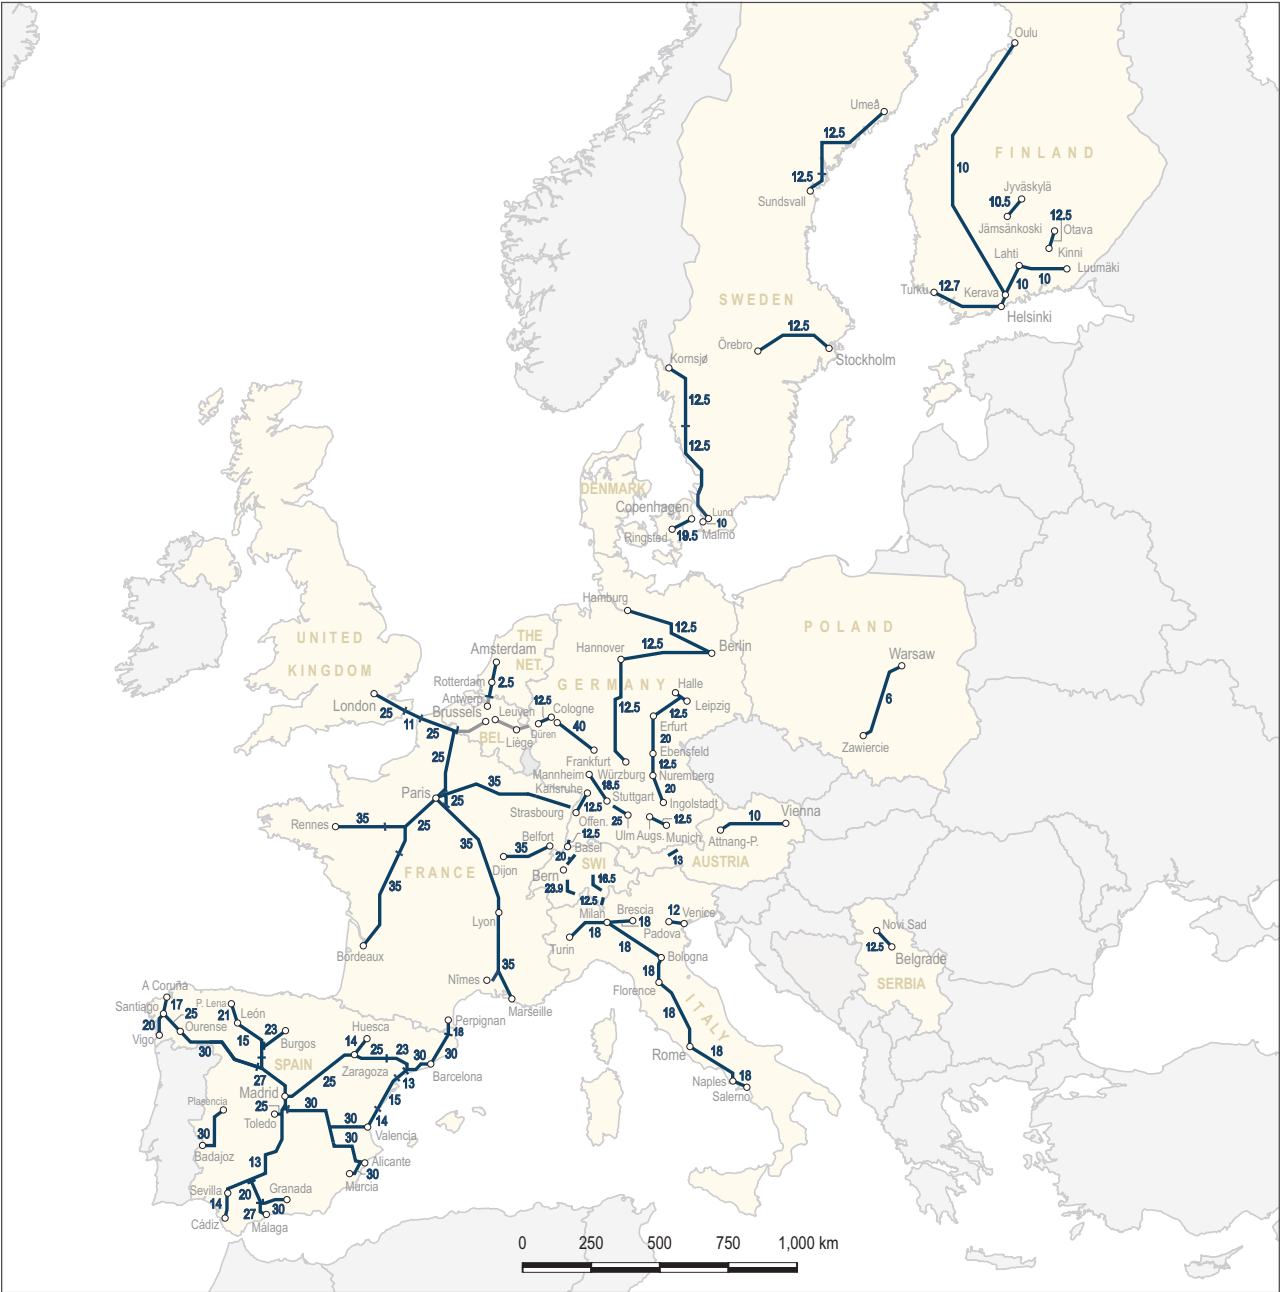 Oulu
Umeå
12.5
FINLAND
10
12.5
Sundsvall
Jyväskylä
10.5
12.5
Jämsänkoski
Otava
Kinni
Lahti
Luumäki
10
10
Turku
12.7
Kerava
Helsinki
SWEDEN
12.5
Örebro
Stockholm
Kornsjø
12.5
12.5
DENMARK
Copenhagen
Lund
10
Ringsted
19.5
Malmö
Hamburg
12.5
POLAND
UNITED
KINGDOM
THE
NET.
Amsterdam
Hannover
12.5
Berlin
Warsaw
Rotterdam
2.5
GERMANY
Halle
Antwerp
Leipzig
6
London
25
11
Brussels
Leuven
12.5
Cologne
12.5
12.5
25
BEL
Liège
Düren
40
Erfurt
20
Zawiercie
25
Frankfurt
Ebensfeld
12.5
Mannheim
Würzburg
Nuremberg
35
Karlsruhe
18.5
20
Paris
25
Stuttgart
Ingolstadt
Strasbourg
12.5
Offen.
25
12.5
10
Vienna
Rennes
35
25
Ulm
Augs.
Munich
Attnang-P.
35
Belfort
12.5
Basel
35
20
SWI
13
AUSTRIA
FRANCE
Dijon
Bern
35
23.9
16.5
12.5
Milan
Brescia
18
12
Venice
Lyon
18
Padova
Novi Sad
Turin
18
12.5
Belgrade
Bordeaux
Bologna
35
18
Nîmes
Florence
SERBIA
A Coruña
P. Lena
ITALY
Santiago
17
25
21
León
Marseille
18
20
Ourense
23
Huesca
Perpignan
Vigo
15
Burgos
14
18
30
SPAIN
25
23
30
30
18
Rome
Zaragoza
13
Barcelona
27
25
18
Naples
Madrid
15
Salerno
Plasencia
25
30
14
Toledo
30
Valencia
30
30
Badajoz
13
Alicante
30
Murcia
Sevilla
20
Granada
14
27
30
Cádiz
Málaga
0 250 500 750 1,000 km